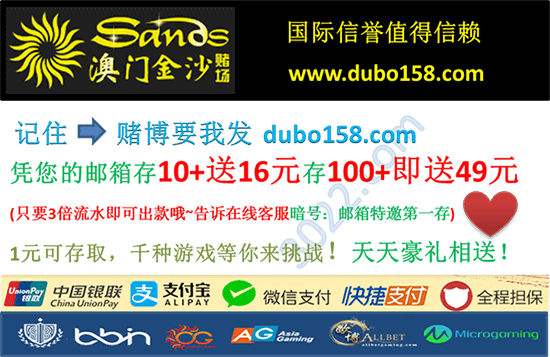 Sands
澳门金沙赌场
国际信誉值得信赖
www.dubo158.com
记住 赌博要我发 dubo158.com
凭您的邮箱存10+送16元存100+即送49元
(只要3倍流水即可出款哦~告诉在线客服暗号：邮箱特邀第一存)
1元可存取，千种游戏等你来挑战！天天豪礼相送！
3022.com
UnionPay 银联 中国银联 China UnionPay 支付宝 ALIPAY 微信支付 快捷支付 全程担保
bbin OG AG Asia Gaming ALLBET allbetgaming.com Microgaming